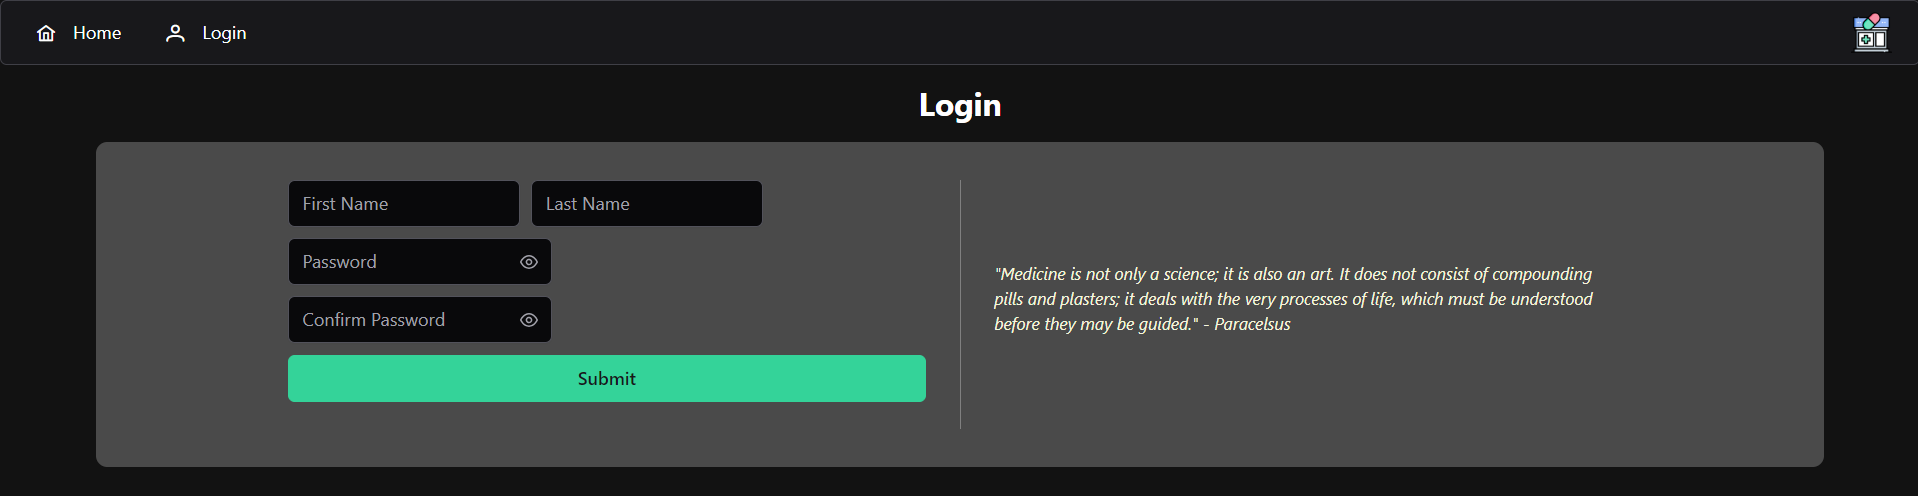 Home Login
Login
First Name Last Name
Password
Confirm Password
Submit
"Medicine is not only a science; it is also an art. It does not consist of compounding
pills and plasters; it deals with the very processes of life, which must be understood
before they may be guided." - Paracelsus